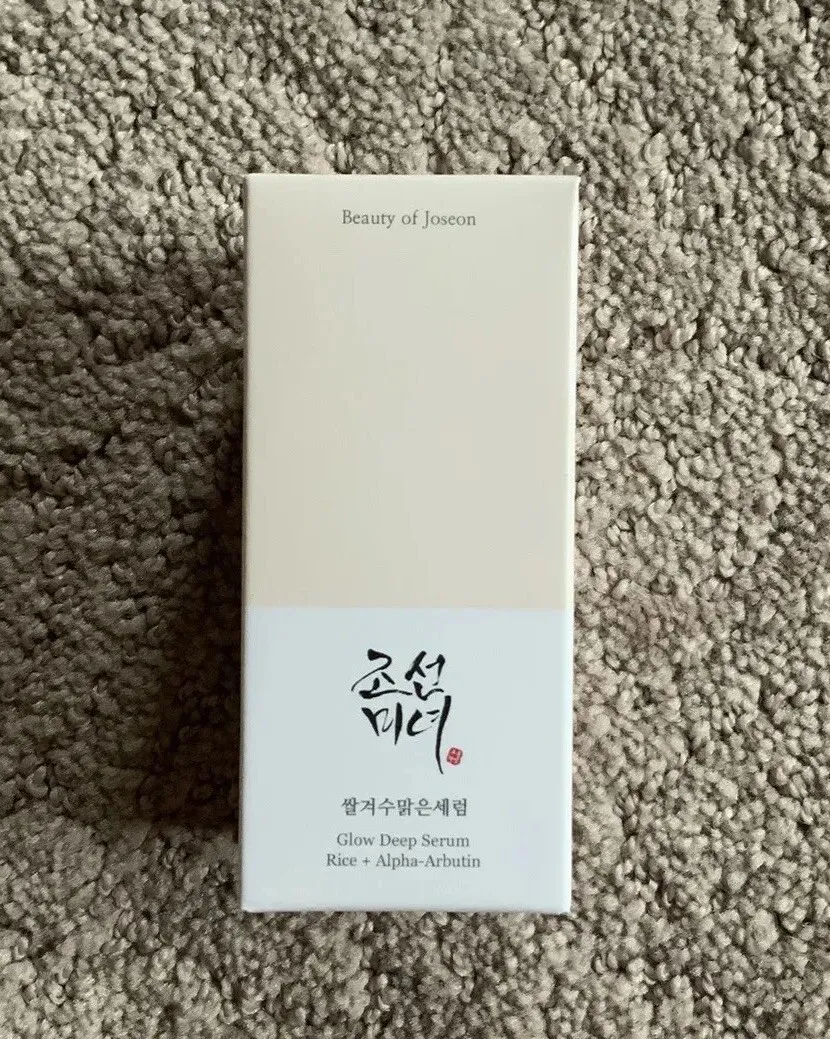 Beauty of Joseon
조선
미녀
쌀겨수맑은세럼
Glow Deep Serum
Rice + Alpha-Arbutin